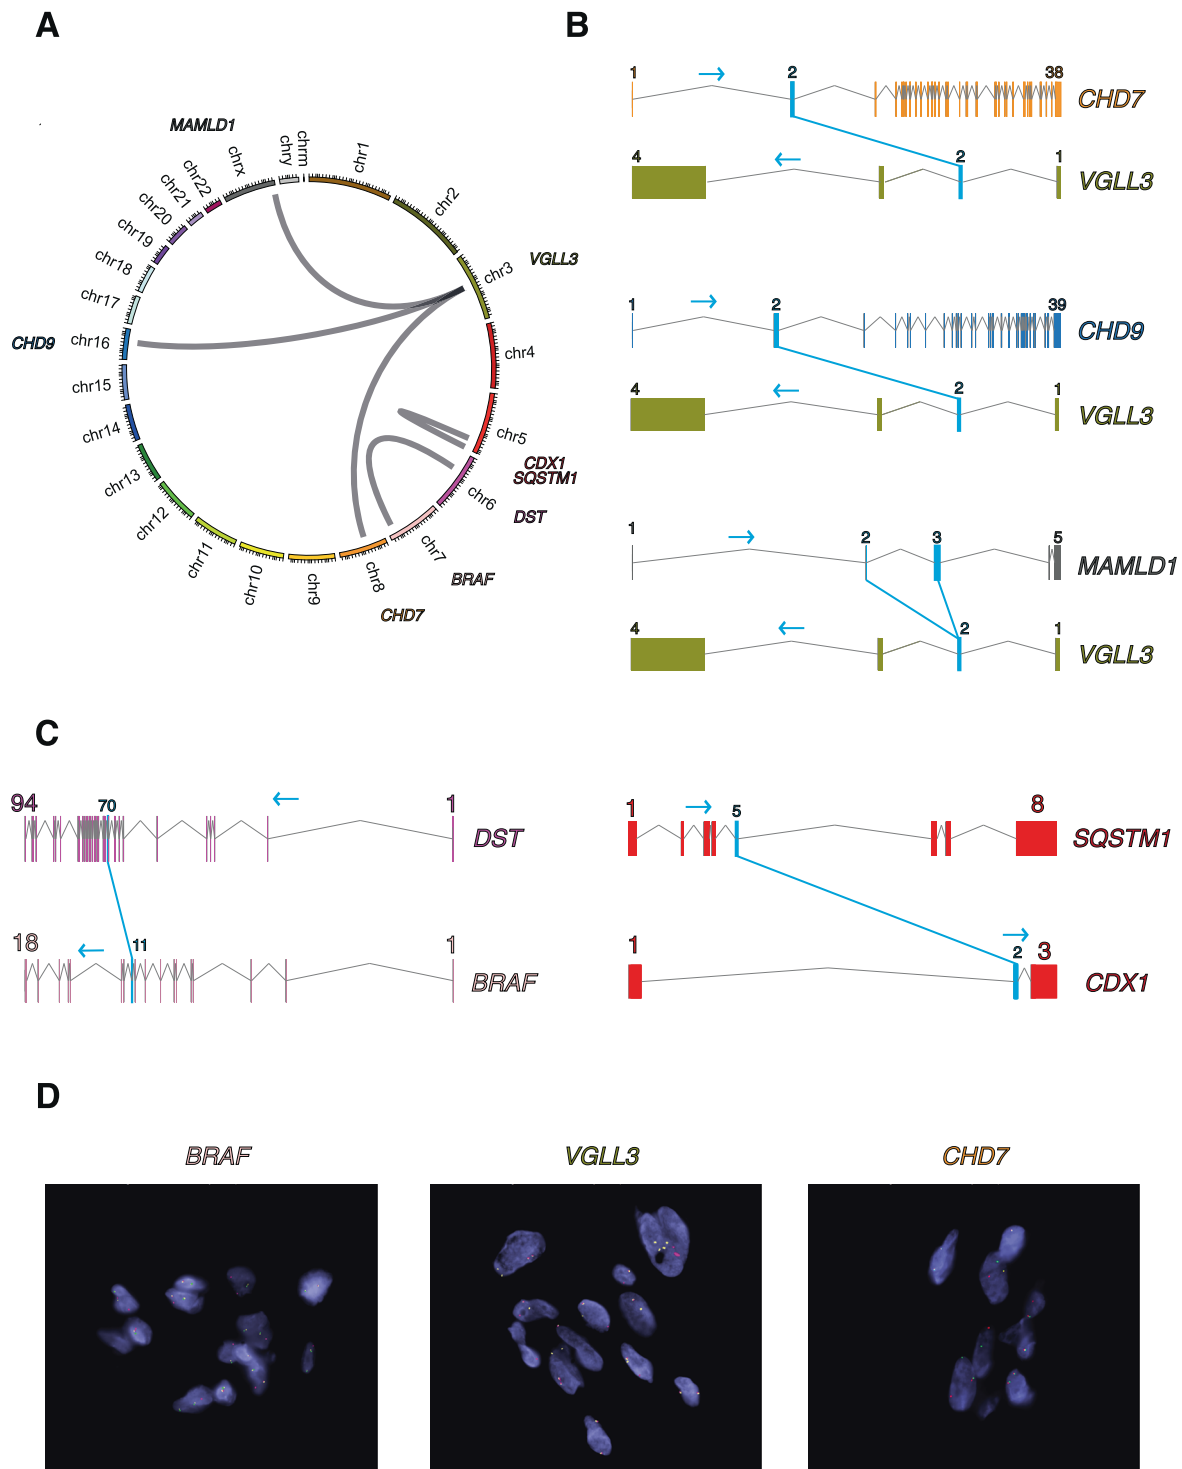 A
MAMLD1
chrm
chry
chrx
chr22
chr21
chr20
chr19
chr18
chr17
chr16
chr15
chr14
chr13
chr12
chr11
chr10
chr9
chr8
chr7
chr6
chr5
chr4
chr3
chr2
chr1
VGLL3
CHD9
CDX1
SQSTM1
DST
BRAF
CHD7
B
1 2 38
CHD7
4 2 1
VGLL3
1 2 39
CHD9
4 2 1
VGLL3
1 2 3 5
MAMLD1
4 2 1
VGLL3
C
94 70 1
DST
18 11 1
BRAF
1 5 8
SQSTM1
1 2 3
CDX1
D
BRAF VGLL3 CHD7